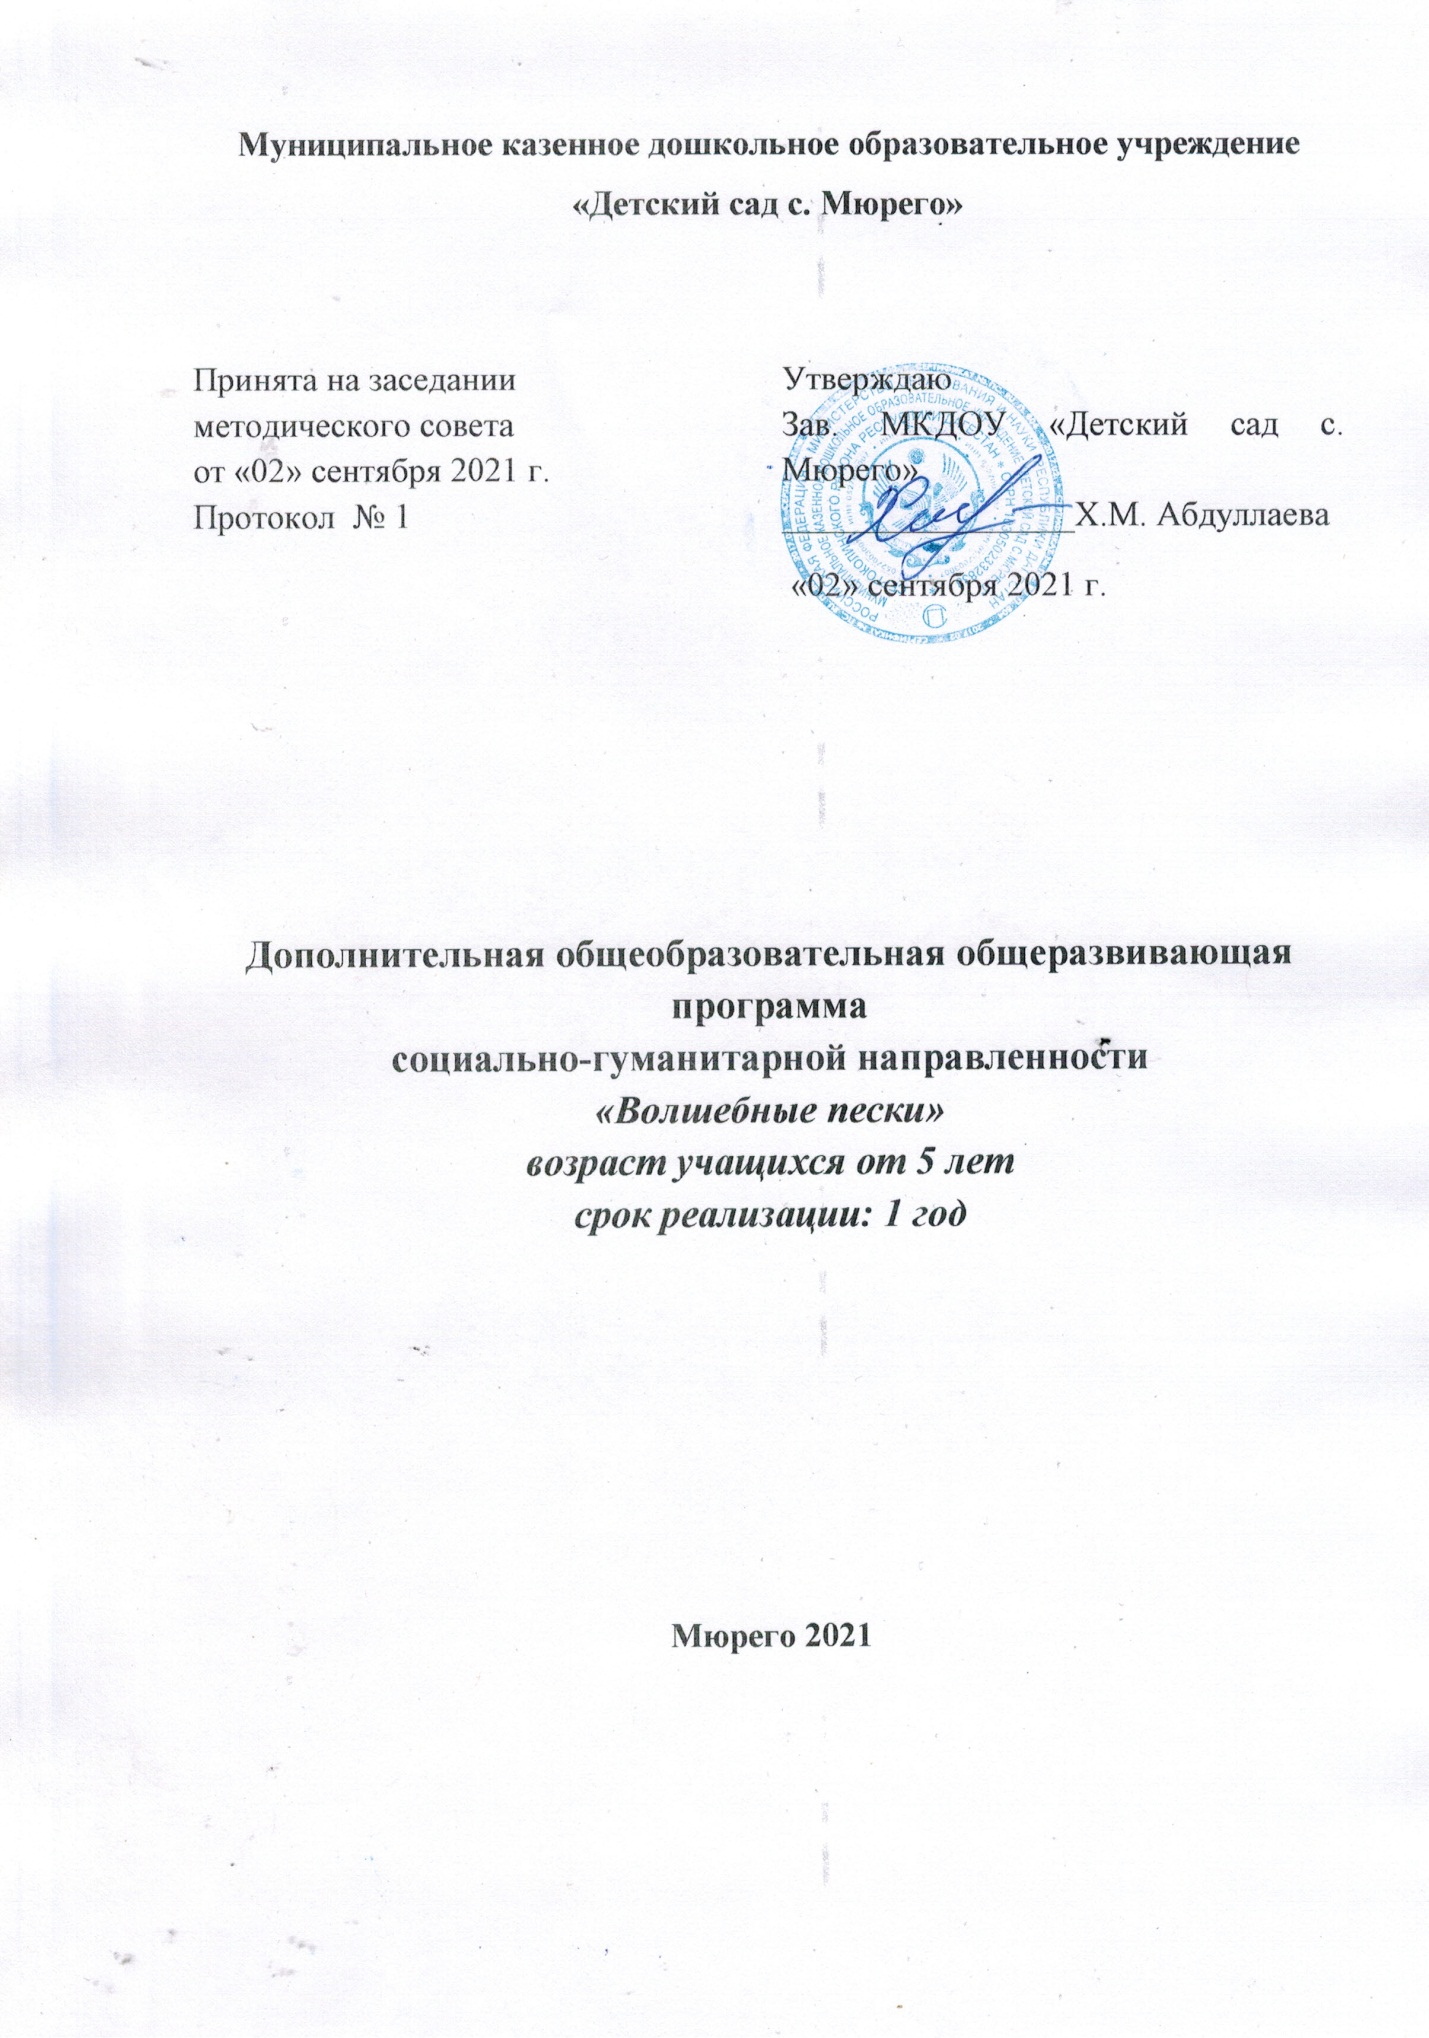 Муниципальное казенное дошкольное образовательное учреждение
«Детский сад с. Мюрего»
Принята на заседании
методического совета
от «02» сентября 2021 г.
Протокол № 1
Утверждаю
Зав. МКДОУ «Детский сад с.
Мюрего»
Х.М. Абдуллаева
«02» сентября 2021 г.
Дополнительная общеобразовательная общеразвивающая
программа
социально-гуманитарной направленности
«Волшебные пески»
возраст учащихся от 5 лет
срок реализации: 1 год
Мюрего 2021